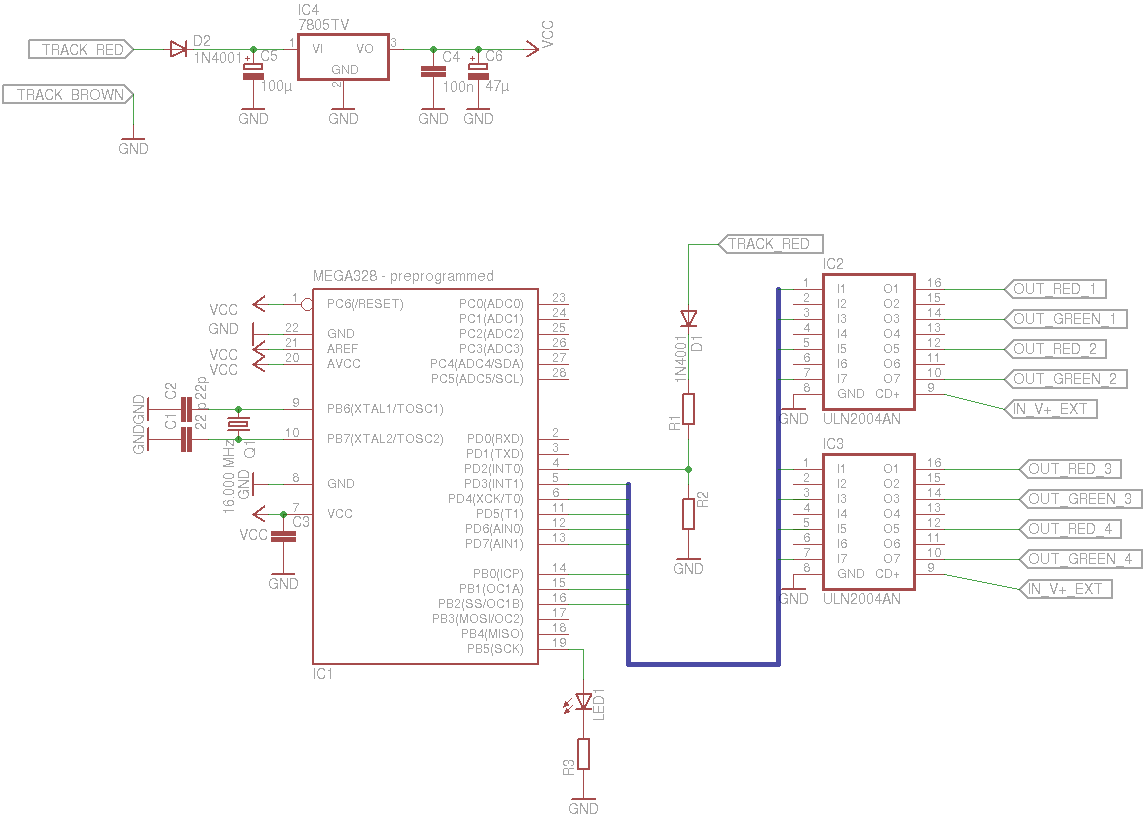 IC4
7805TV
TRACK_RED
D2
1N4001
C5
+
100µ
1
VI
VO
3
GND
2
C4
100n
C6
+
47µ
VCC
TRACK_BROWN
GND
GND
GND
GND
GND
MEGA328 - preprogrammed
VCC
1
PC6(/RESET)
GND
22
GND
VCC
21
AREF
VCC
20
AVCC
GND
C2
22p
9
PB6(XTAL1/TOSC1)
GND
C1
22 p
10
PB7(XTAL2/TOSC2)
16.000 MHz
Q1
GND
8
GND
7
VCC
VCC
C3
GND
PC0(ADC0)
23
PC1(ADC1)
24
PC2(ADC2)
25
PC3(ADC3)
26
PC4(ADC4/SDA)
27
PC5(ADC5/SCL)
28
PD0(RXD)
2
PD1(TXD)
3
PD2(INT0)
4
PD3(INT1)
5
PD4(XCK/T0)
6
PD5(T1)
11
PD6(AIN0)
12
PD7(AIN1)
13
PB0(ICP)
14
PB1(OC1A)
15
PB2(SS/OC1B)
16
PB3(MOSI/OC2)
17
PB4(MISO)
18
PB5(SCK)
19
IC1
LED1
R3
GND
TRACK_RED
1N4001
D1
R1
R2
GND
IC2
1
I1
O1
16
OUT_RED_1
2
I2
O2
15
3
I3
O3
14
OUT_GREEN_1
4
I4
O4
13
5
I5
O5
12
OUT_RED_2
6
I6
O6
11
7
I7
O7
10
OUT_GREEN_2
8
GND
CD+
9
IN_V+_EXT
GND
ULN2004AN
IC3
1
I1
O1
16
OUT_RED_3
2
I2
O2
15
3
I3
O3
14
OUT_GREEN_3
4
I4
O4
13
5
I5
O5
12
OUT_RED_4
6
I6
O6
11
7
I7
O7
10
OUT_GREEN_4
8
GND
CD+
9
IN_V+_EXT
GND
ULN2004AN